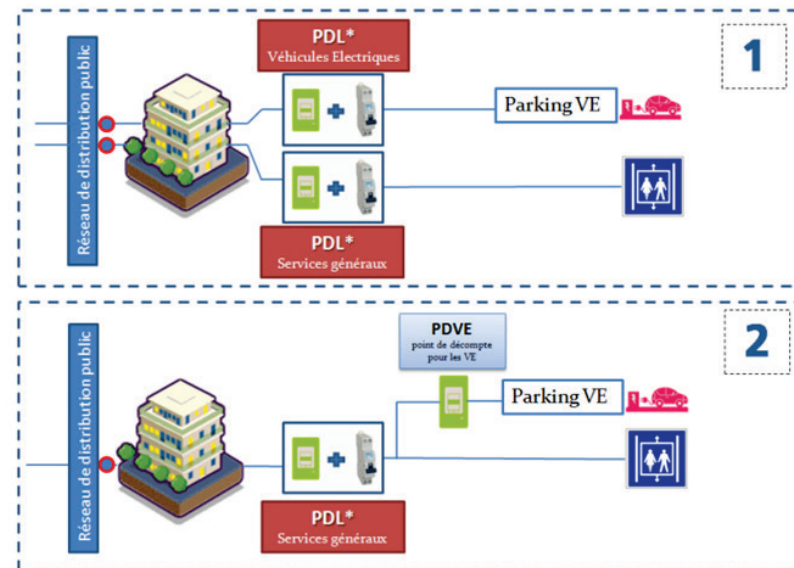 PDL*
Véhicules Electriques
1
Réseau de distribution public
Parking VE
PDL*
Services généraux
PDVE
point de décompte
pour les VE
2
Réseau de distribution public
Parking VE
PDL*
Services généraux